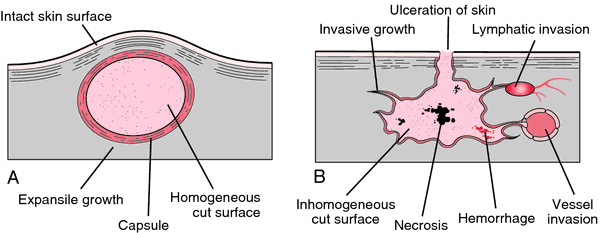 Intact skin surface
A
Expansile growth
Capsule
Homogeneous
cut surface
Ulceration of skin
Invasive growth
Lymphatic invasion
B
Inhomogeneous
cut surface
Necrosis
Hemorrhage
Vessel
invasion